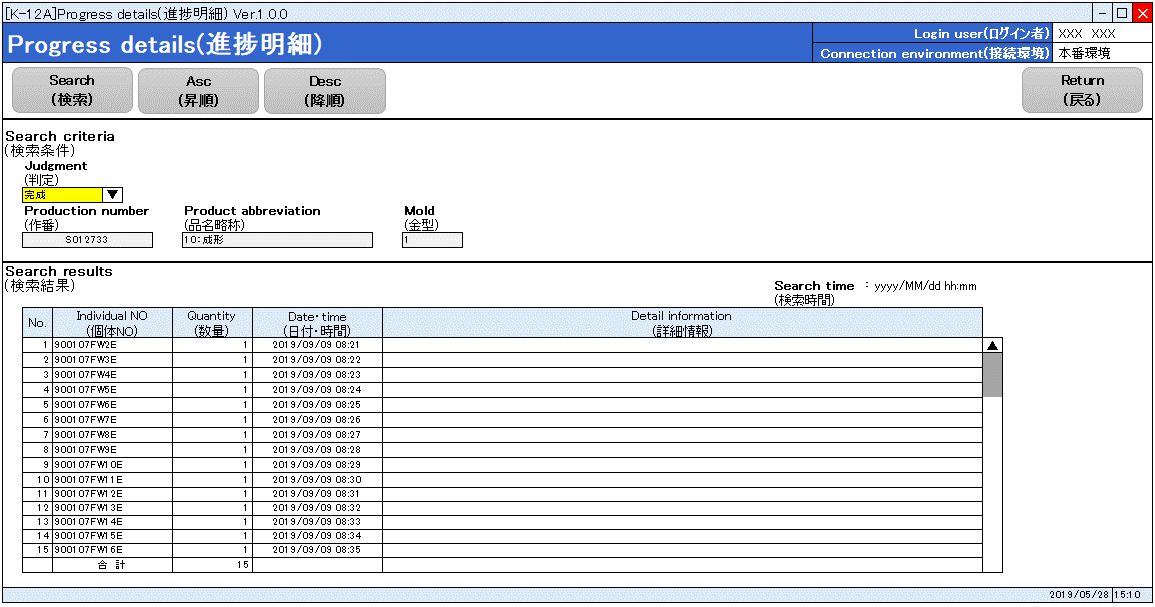 [K-12A]Progress details(進捗明細) Ver.1.0.0
Progress details(進捗明細)
Login user(ログイン者) XXX XXX
Connection environment(接続環境) 本番環境
Search Asc Desc Return
(検索) (昇順) (降順) (戻る)
Search criteria
(検索条件)
Judgment
(判定)
完成 ▼
Production number Product abbreviation Mold
(作番) (品名略称) (金型)
S012733 10:成形 1
Search results
(検索結果)
Search time : yyyy/MM/dd hh:mm
(検索時間)
No. Individual NO Quantity Date・time Detail information
(個体NO) (数量) (日付・時間) (詳細情報)
1 900107FW2E 1 2019/09/09 08:21
2 900107FW3E 1 2019/09/09 08:22
3 900107FW4E 1 2019/09/09 08:23
4 900107FW5E 1 2019/09/09 08:24
5 900107FW6E 1 2019/09/09 08:25
6 900107FW7E 1 2019/09/09 08:26
7 900107FW8E 1 2019/09/09 08:27
8 900107FW9E 1 2019/09/09 08:28
9 900107FW10E 1 2019/09/09 08:29
10 900107FW11E 1 2019/09/09 08:30
11 900107FW12E 1 2019/09/09 08:31
12 900107FW13E 1 2019/09/09 08:32
13 900107FW14E 1 2019/09/09 08:33
14 900107FW15E 1 2019/09/09 08:34
15 900107FW16E 1 2019/09/09 08:35
合 計 15
2019/05/28 15:10